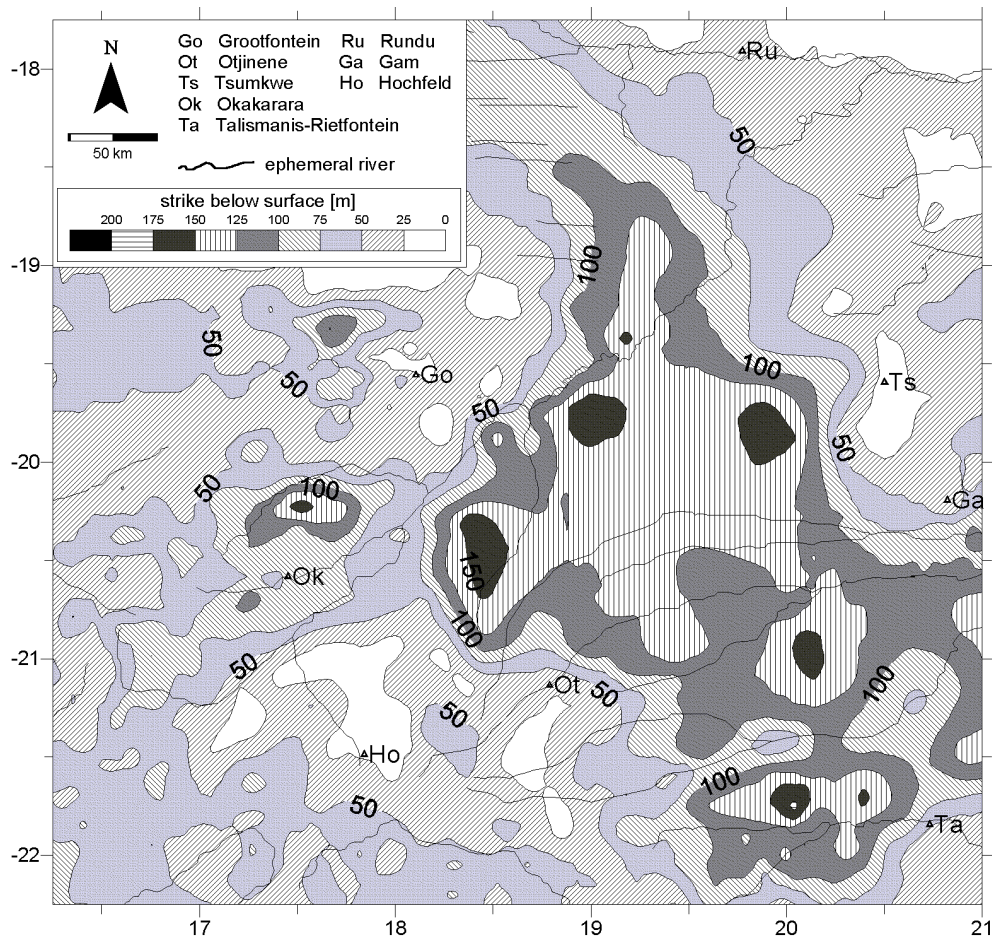 N
Go Grootfontein Ru Rundu
Ot Otjinene Ga Gam
Ts Tsumkwe Ho Hochfeld
Ok Okakarara
Ta Talismanis-Rietfontein
50 km
ephemeral river
strike below surface [m]
200 175 150 125 100 75 50 25 0
-18
-19
-20
-21
-22
17 18 19 20 21
Ru
50
100
50
100
50
Go
Ts
50
50
50
100
Ga
150
Ok
100
50
Ot
50
100
50
Ho
100
50
Ta